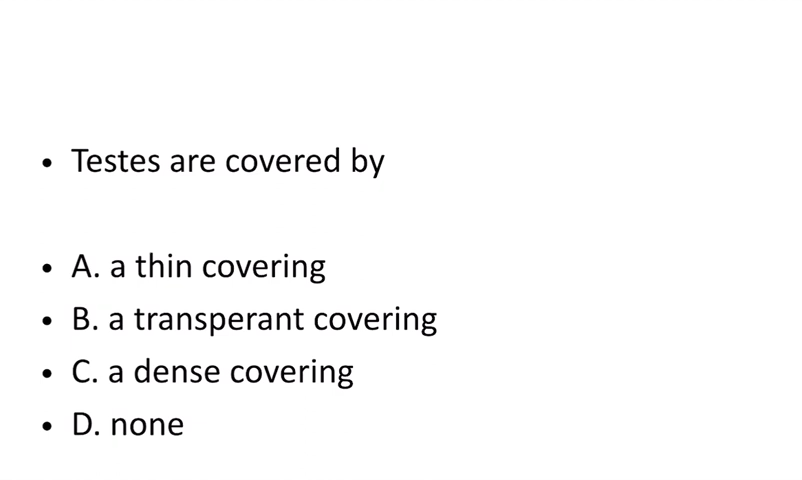 • Testes are covered by
• A. a thin covering
• B. a transperant covering
• C. a dense covering
• D. none